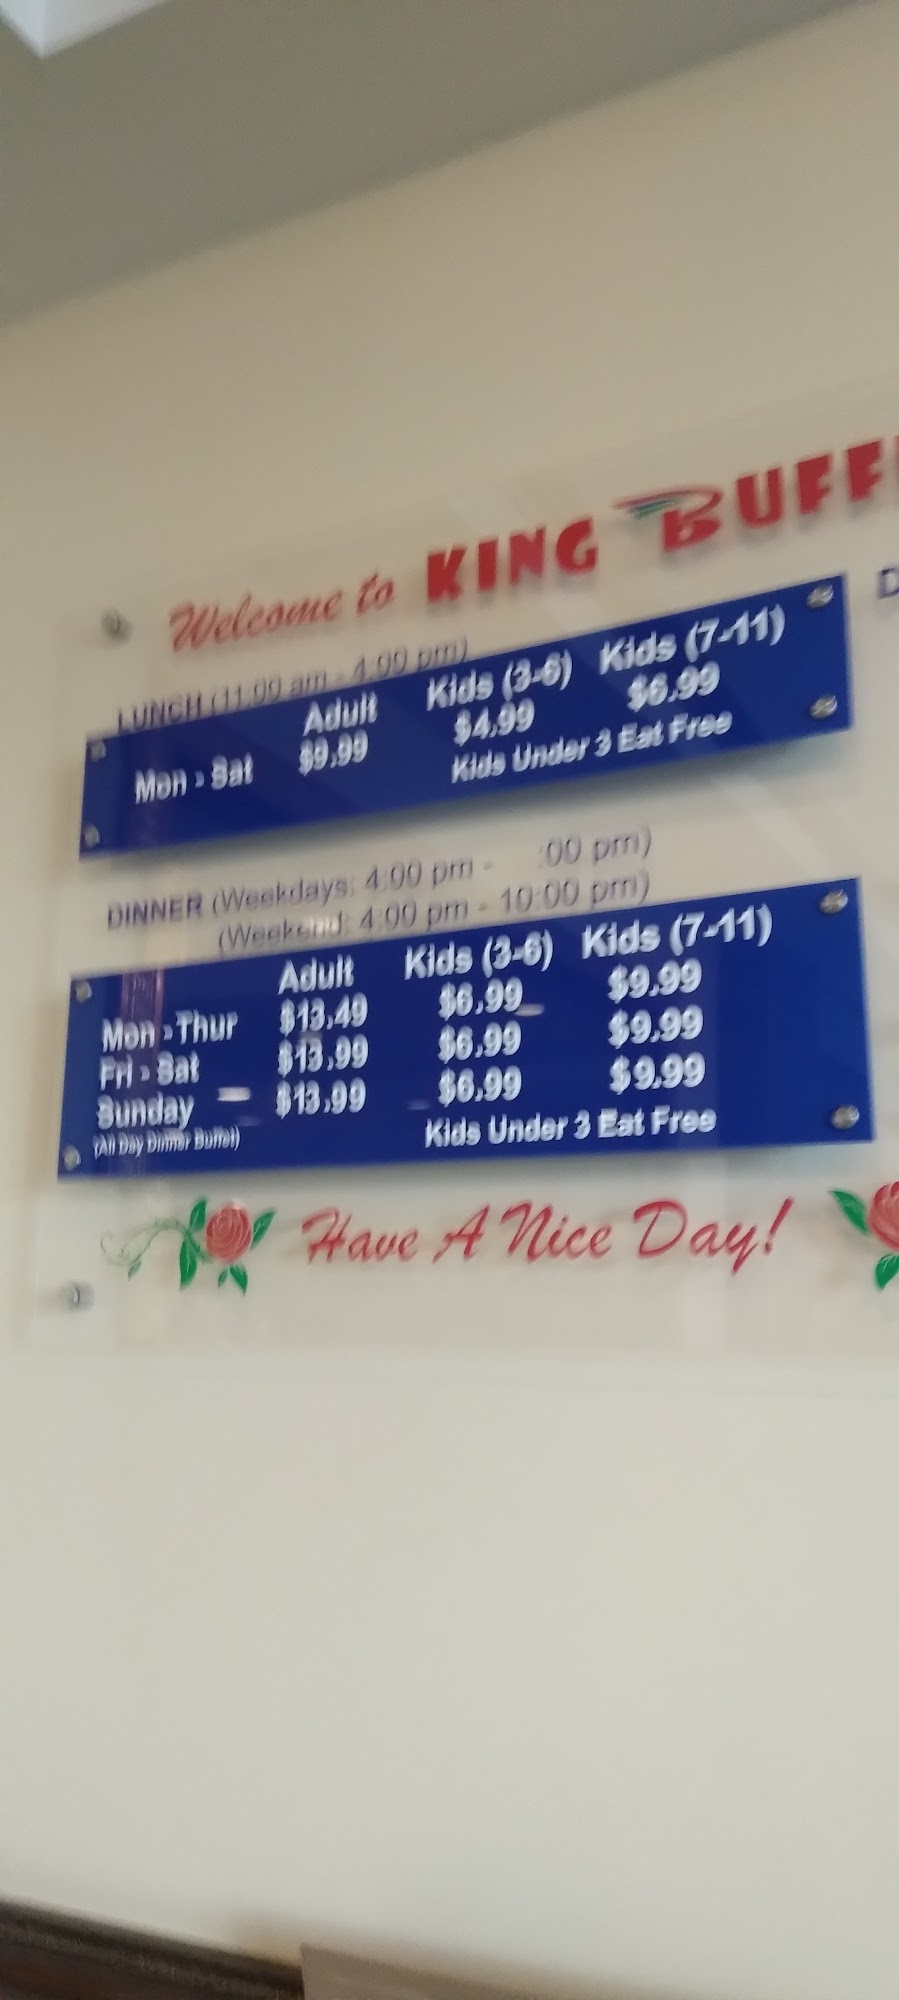 Welcome to KING BUFF
D
LUNCH (11:00 am - 4:00 pm)
Adult Kids (3-6) Kids (7-11)
Mon - Sat $9.99 $4.99 $6.99
Kids Under 3 Eat Free
DINNER (Weekdays: 4:00 pm - :00 pm)
(Weekend: 4:00 pm - 10:00 pm)
Adult Kids (3-6) Kids (7-11)
Mon - Thur $13.49 $6.99 $9.99
Fri - Sat $13.99 $6.99 $9.99
Sunday $13.99 $6.99 $9.99
(All Day Dinner Buffet)
Kids Under 3 Eat Free
Have A Nice Day!